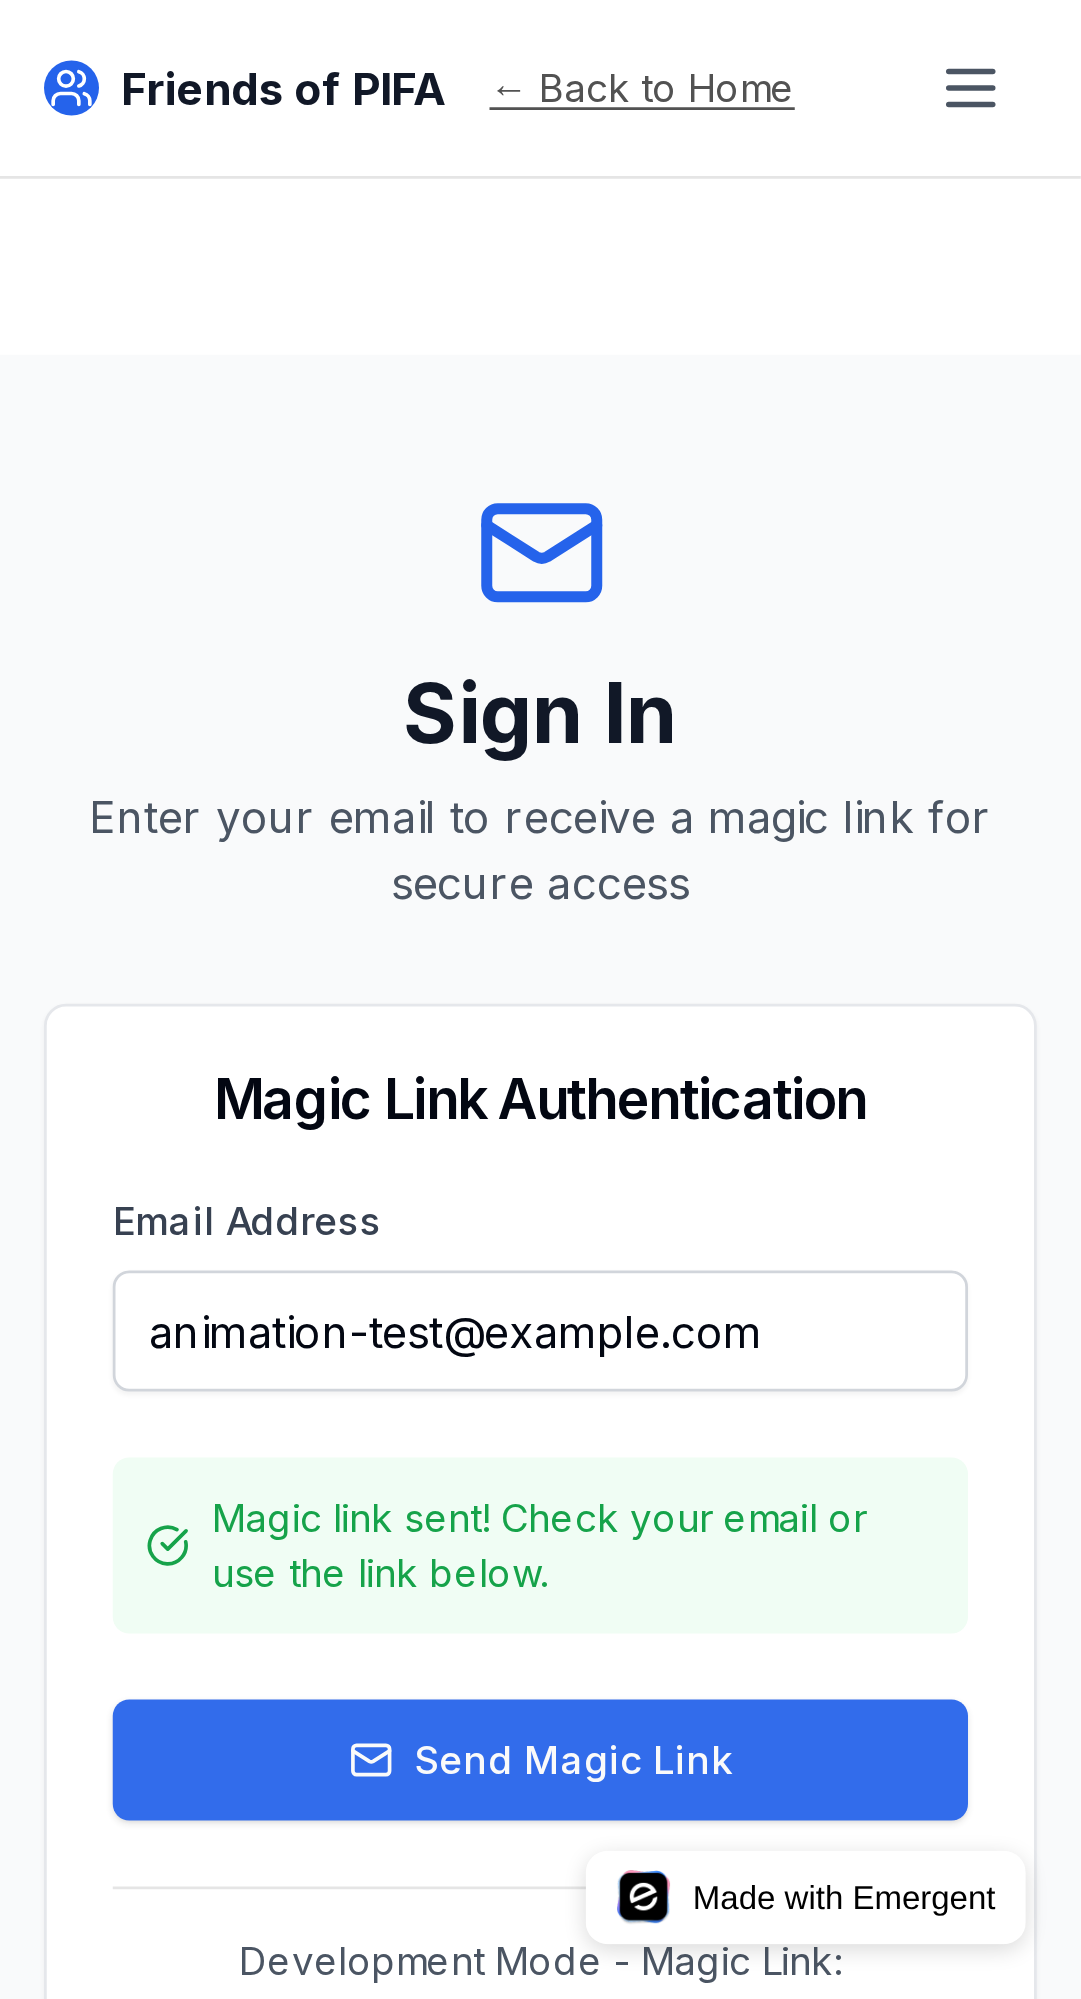 Friends of PIFA
← Back to Home
Sign In
Enter your email to receive a magic link for
secure access
Magic Link Authentication
Email Address
animation-test@example.com
Magic link sent! Check your email or
use the link below.
Send Magic Link
Made with Emergent
Development Mode - Magic Link: